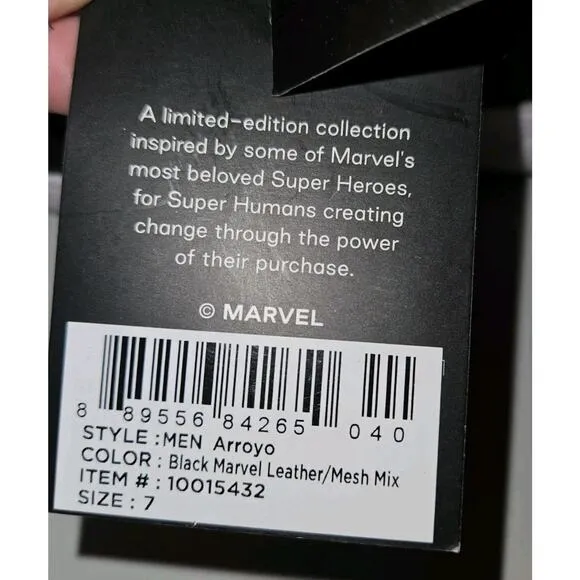 A limited-edition collection
inspired by some of Marvel's
most beloved Super Heroes,
for Super Humans creating
change through the power
of their purchase.
© MARVEL
8 89556 84265 040
STYLE : MEN Arroyo
COLOR : Black Marvel Leather/Mesh Mix
ITEM # : 10015432
SIZE : 7